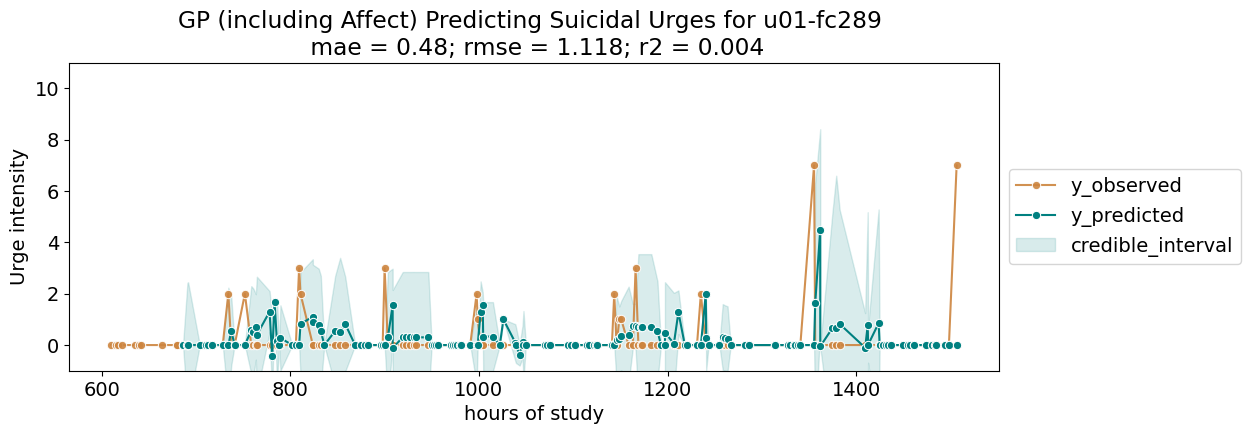 GP (including Affect) Predicting Suicidal Urges for u01-fc289
mae = 0.48; rmse = 1.118; r2 = 0.004
10
8
6
4
2
0
Urge intensity
600 800 1000 1200 1400
hours of study
y_observed
y_predicted
credible_interval